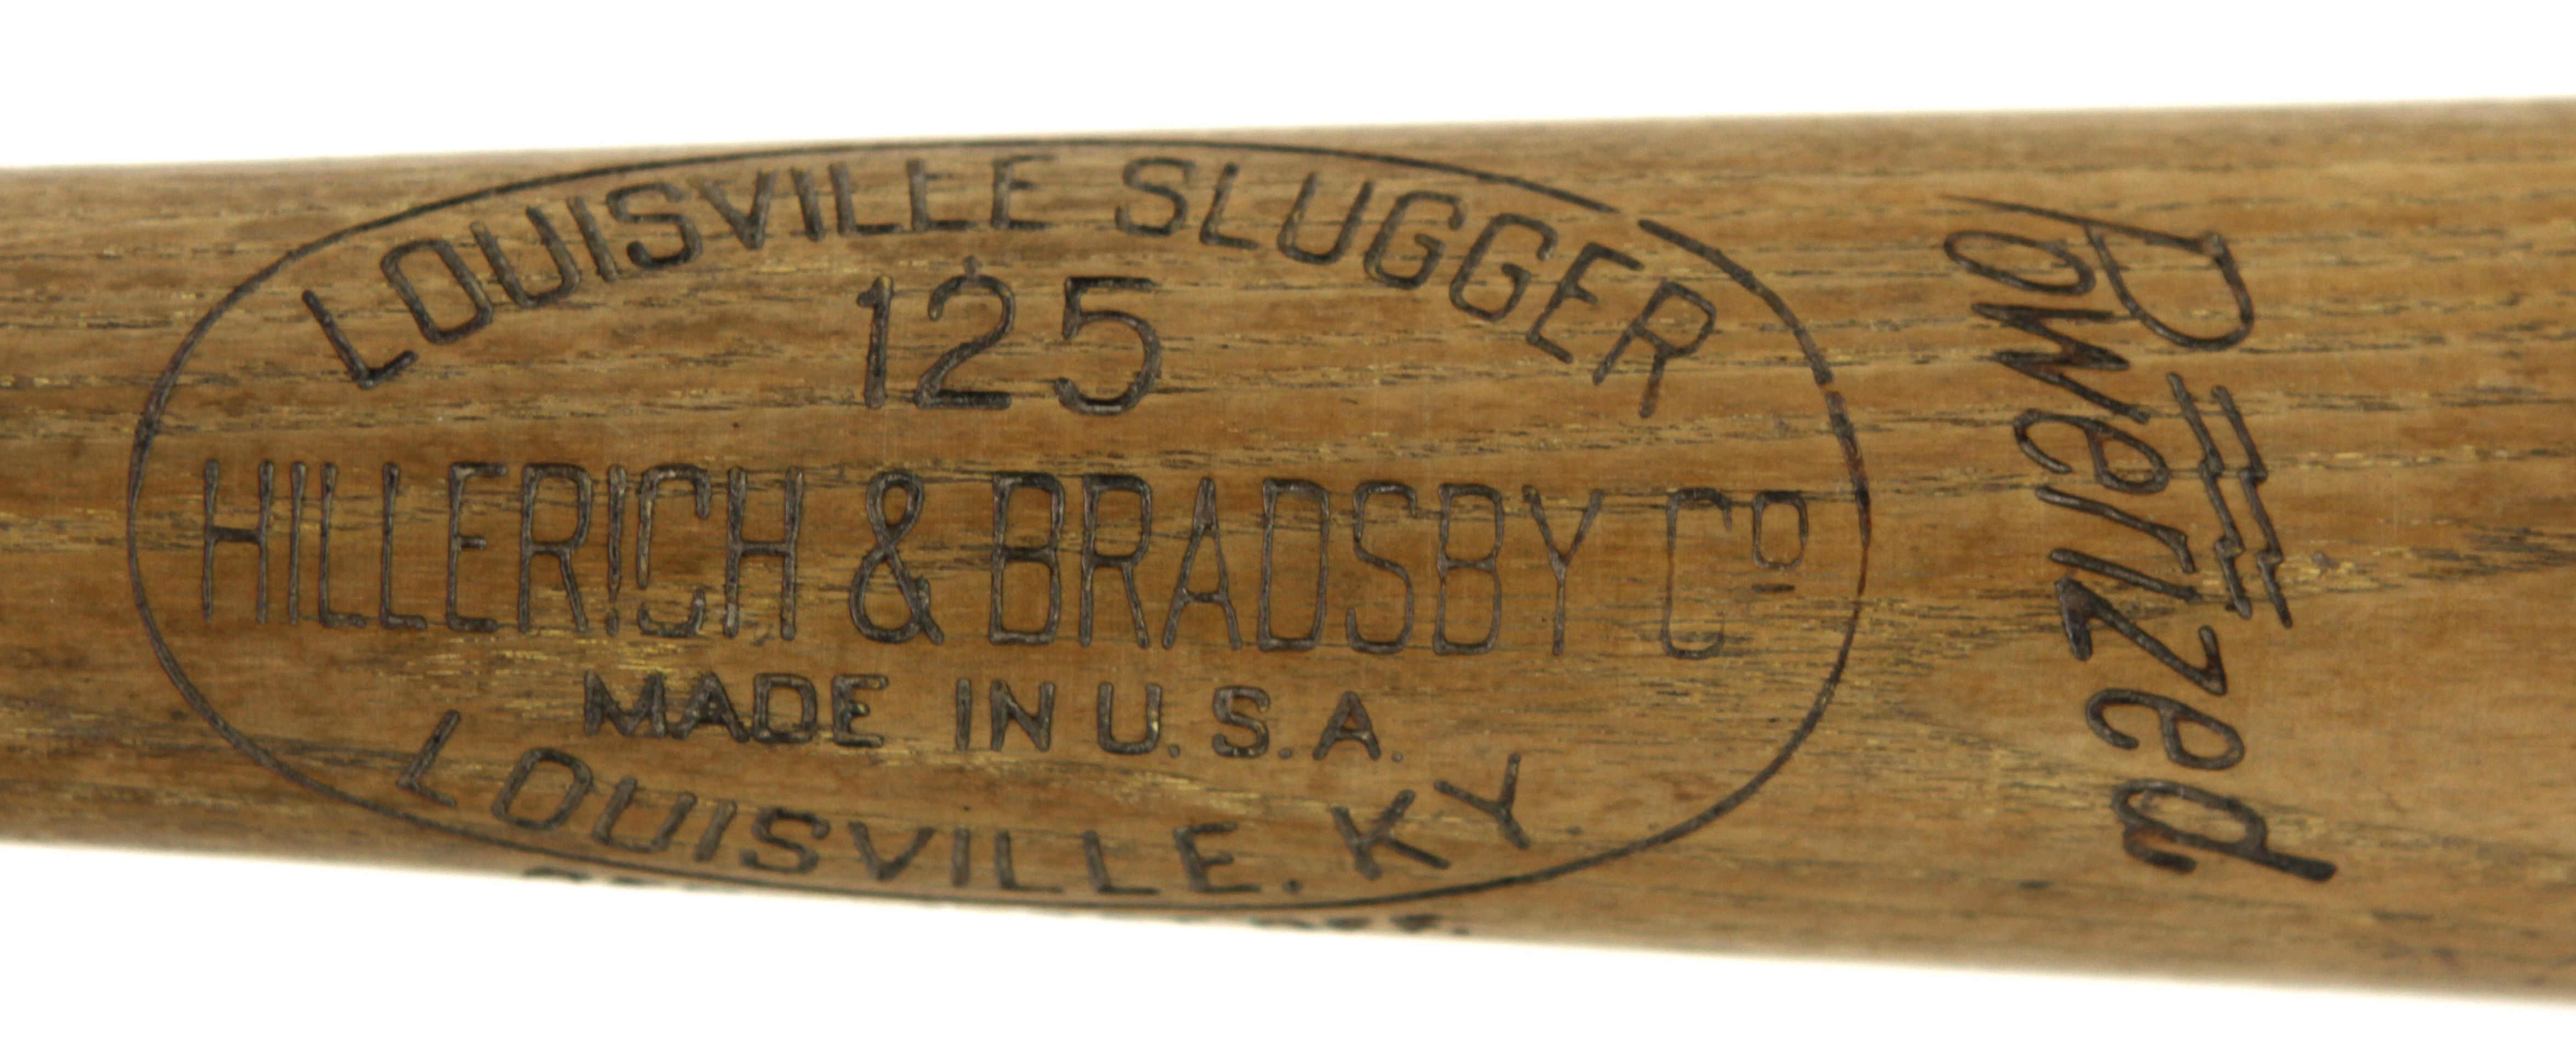 LOUISVILLE SLUGGER
125
HILLERICH & BRADSBY Cº
MADE IN U.S.A.
LOUISVILLE. KY
Powerized